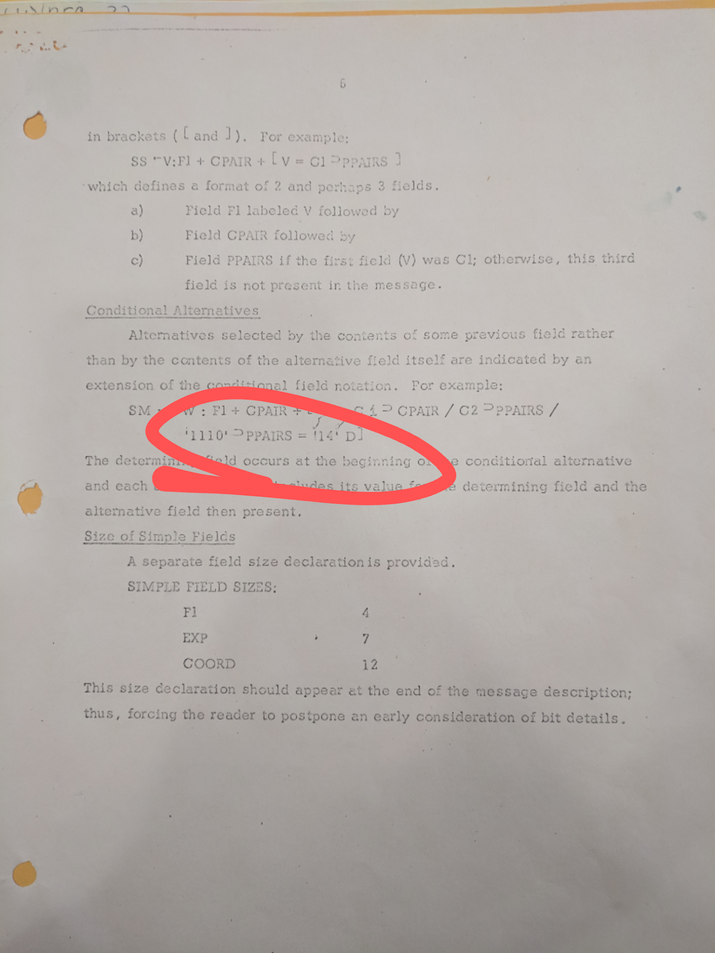 6
in brackets ([ and ]). For example:
SS ←V:F1 + CPAIR + [ V = C1 ⊃PPAIRS ]
which defines a format of 2 and perhaps 3 fields.
a) Field F1 labeled V followed by
b) Field CPAIR followed by
c) Field PPAIRS if the first field (V) was C1; otherwise, this third
field is not present in the message.
Conditional Alternatives
Alternatives selected by the contents of some previous field rather
than by the contents of the alternative field itself are indicated by an
extension of the conditional field notation. For example:
SM : F1 + CPAIR + ⊃ CPAIR / C2 ⊃PPAIRS /
'1110' ⊃PPAIRS = '14' D]
The field occurs at the beginning conditional alternative
and each includes its value determining field and the
alternative field then present.
Size of Simple Fields
A separate field size declaration is provided.
SIMPLE FIELD SIZES:
F1 4
EXP 7
COORD 12
This size declaration should appear at the end of the message description;
thus, forcing the reader to postpone an early consideration of bit details.